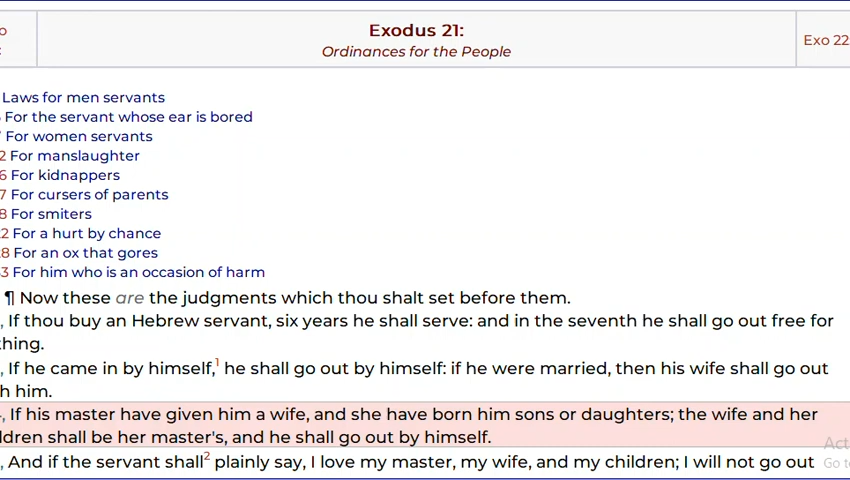 o
Exodus 21:
Ordinances for the People
Exo 22
:
Laws for men servants
For the servant whose ear is bored
For women servants
2 For manslaughter
6 For kidnappers
7 For cursers of parents
8 For smiters
22 For a hurt by chance
28 For an ox that gores
33 For him who is an occasion of harm
¶ Now these are the judgments which thou shalt set before them.
, If thou buy an Hebrew servant, six years he shall serve: and in the seventh he shall go out free for
thing.
, If he came in by himself,1 he shall go out by himself: if he were married, then his wife shall go out
h him.
, If his master have given him a wife, and she have born him sons or daughters; the wife and her
ldren shall be her master's, and he shall go out by himself.
, And if the servant shall2 plainly say, I love my master, my wife, and my children; I will not go out
Act
Go to